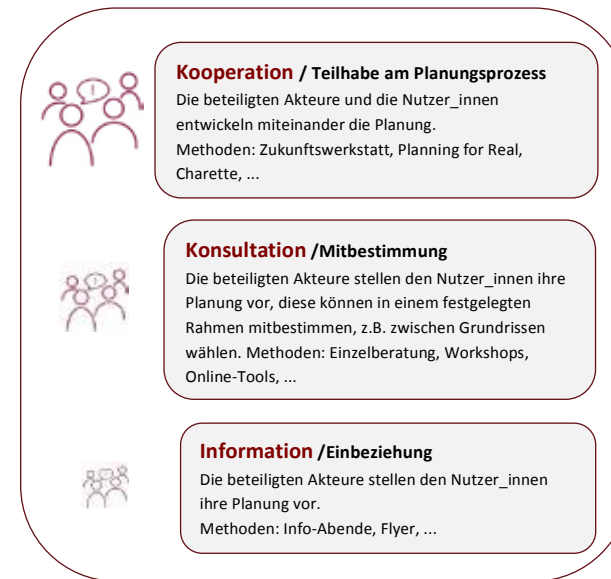 Kooperation / Teilhabe am Planungsprozess
Die beteiligten Akteure und die Nutzer_innen
entwickeln miteinander die Planung.
Methoden: Zukunftswerkstatt, Planning for Real,
Charette, ...
Konsultation /Mitbestimmung
Die beteiligten Akteure stellen den Nutzer_innen ihre
Planung vor, diese können in einem festgelegten
Rahmen mitbestimmen, z.B. zwischen Grundrissen
wählen. Methoden: Einzelberatung, Workshops,
Online-Tools, ...
Information /Einbeziehung
Die beteiligten Akteure stellen den Nutzer_innen
ihre Planung vor.
Methoden: Info-Abende, Flyer, ...